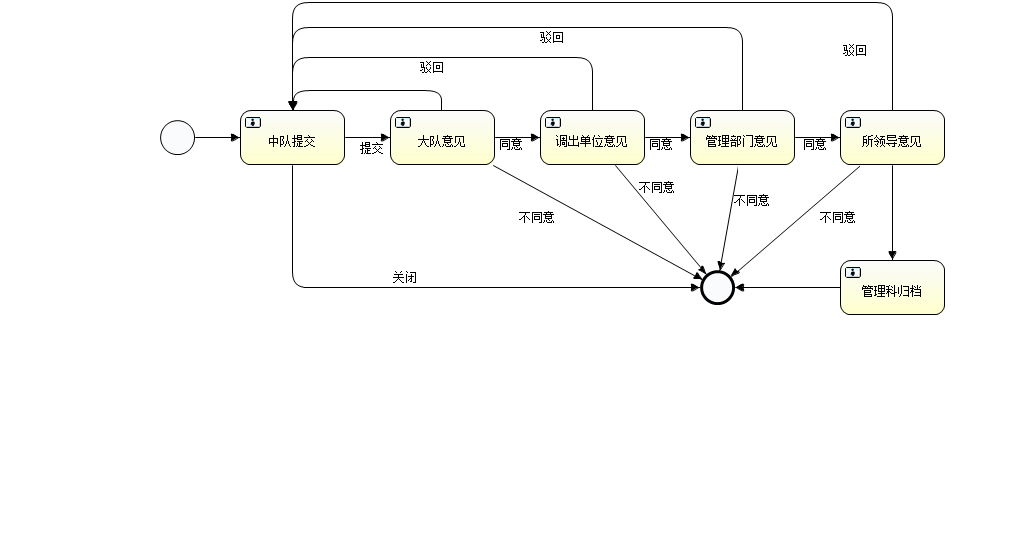 驳回
驳回
驳回
中队提交
提交
大队意见
同意
调出单位意见
同意
管理部门意见
同意
所领导意见
不同意
不同意
不同意
不同意
关闭
管理科归档